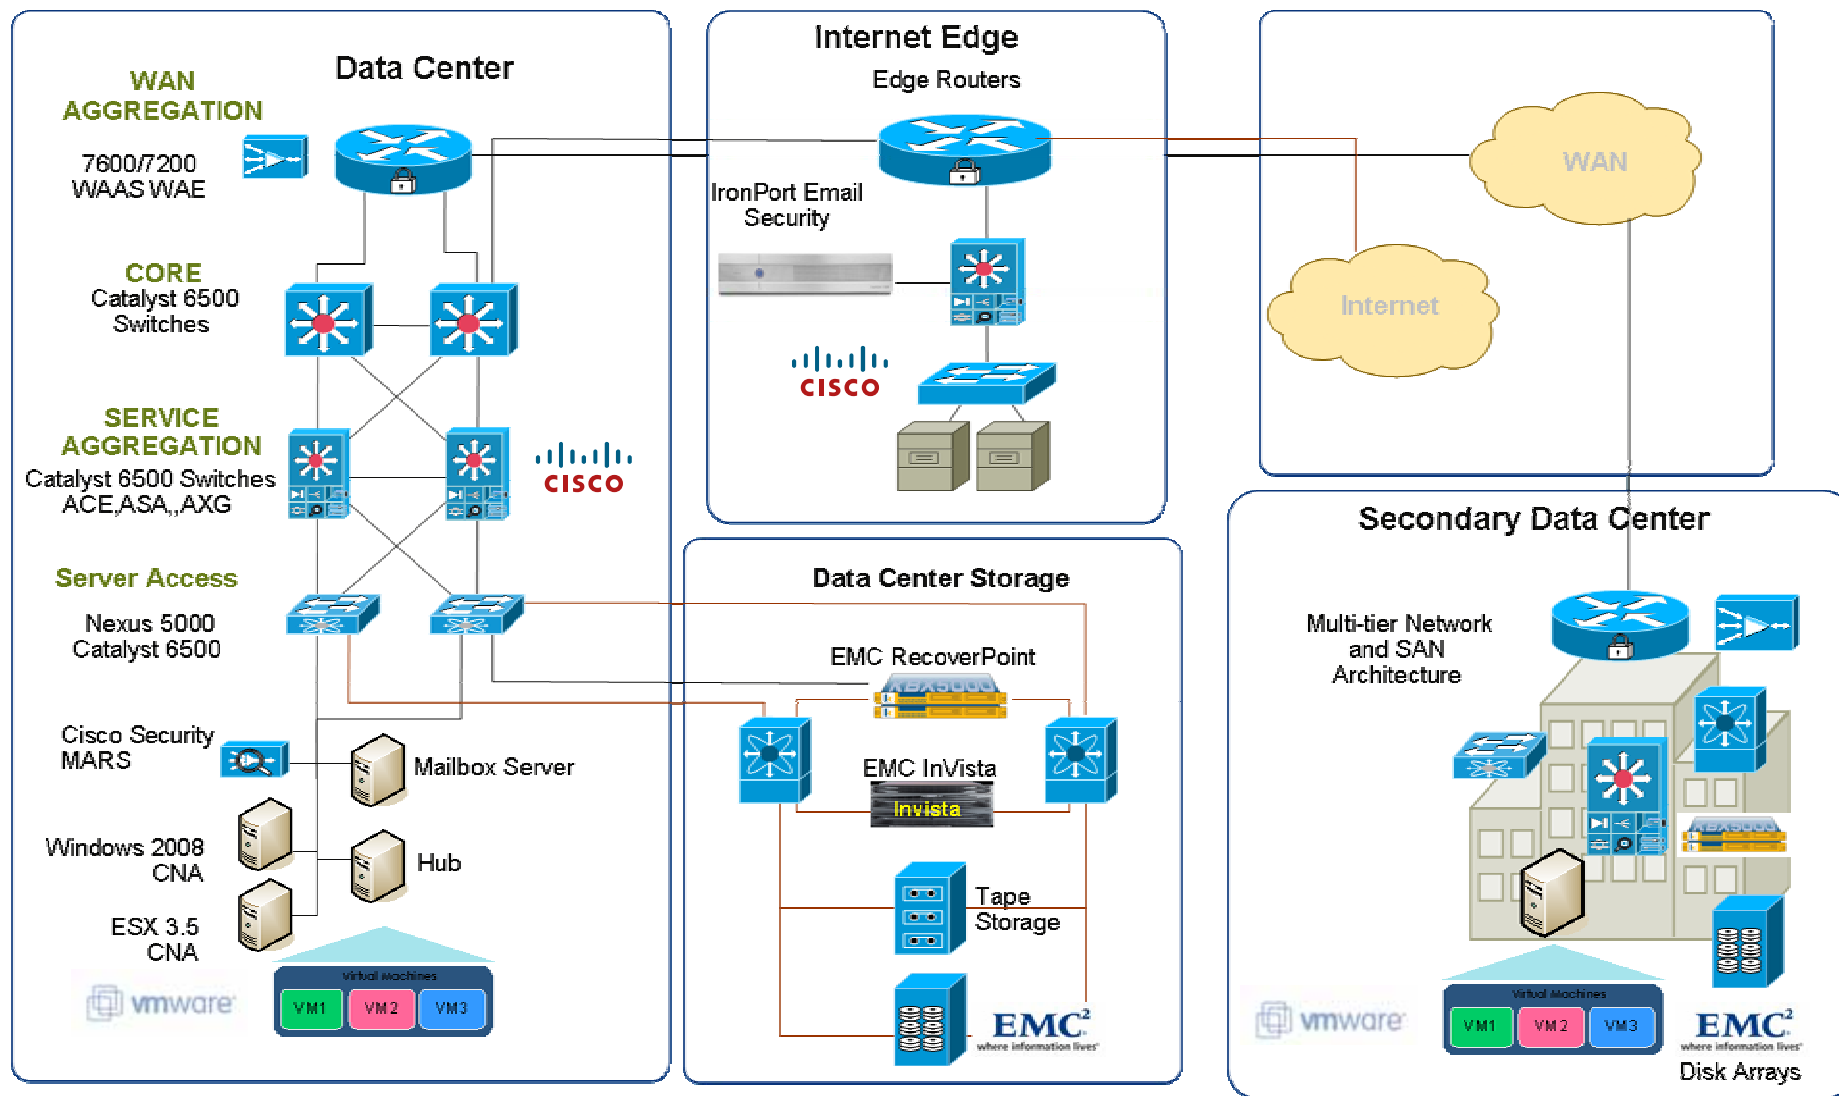 Data Center
WAN
AGGREGATION
7600/7200
WAAS WAE
CORE
Catalyst 6500
Switches
SERVICE
AGGREGATION
Catalyst 6500 Switches
ACE,ASA,,AXG
CISCO
Server Access
Nexus 5000
Catalyst 6500
Cisco Security
MARS
Mailbox Server
Windows 2008
CNA
Hub
ESX 3.5
CNA
vmware
Virtual Machines
VM1
VM2
VM3
Internet Edge
Edge Routers
IronPort Email
Security
CISCO
Data Center Storage
EMC RecoverPoint
KBX5000
EMC InVista
Invista
Tape
Storage
EMC²
where information lives®
WAN
Internet
Secondary Data Center
Multi-tier Network
and SAN
Architecture
KBX5000
vmware
Virtual Machines
VM1
VM2
VM3
EMC²
where information lives®
Disk Arrays